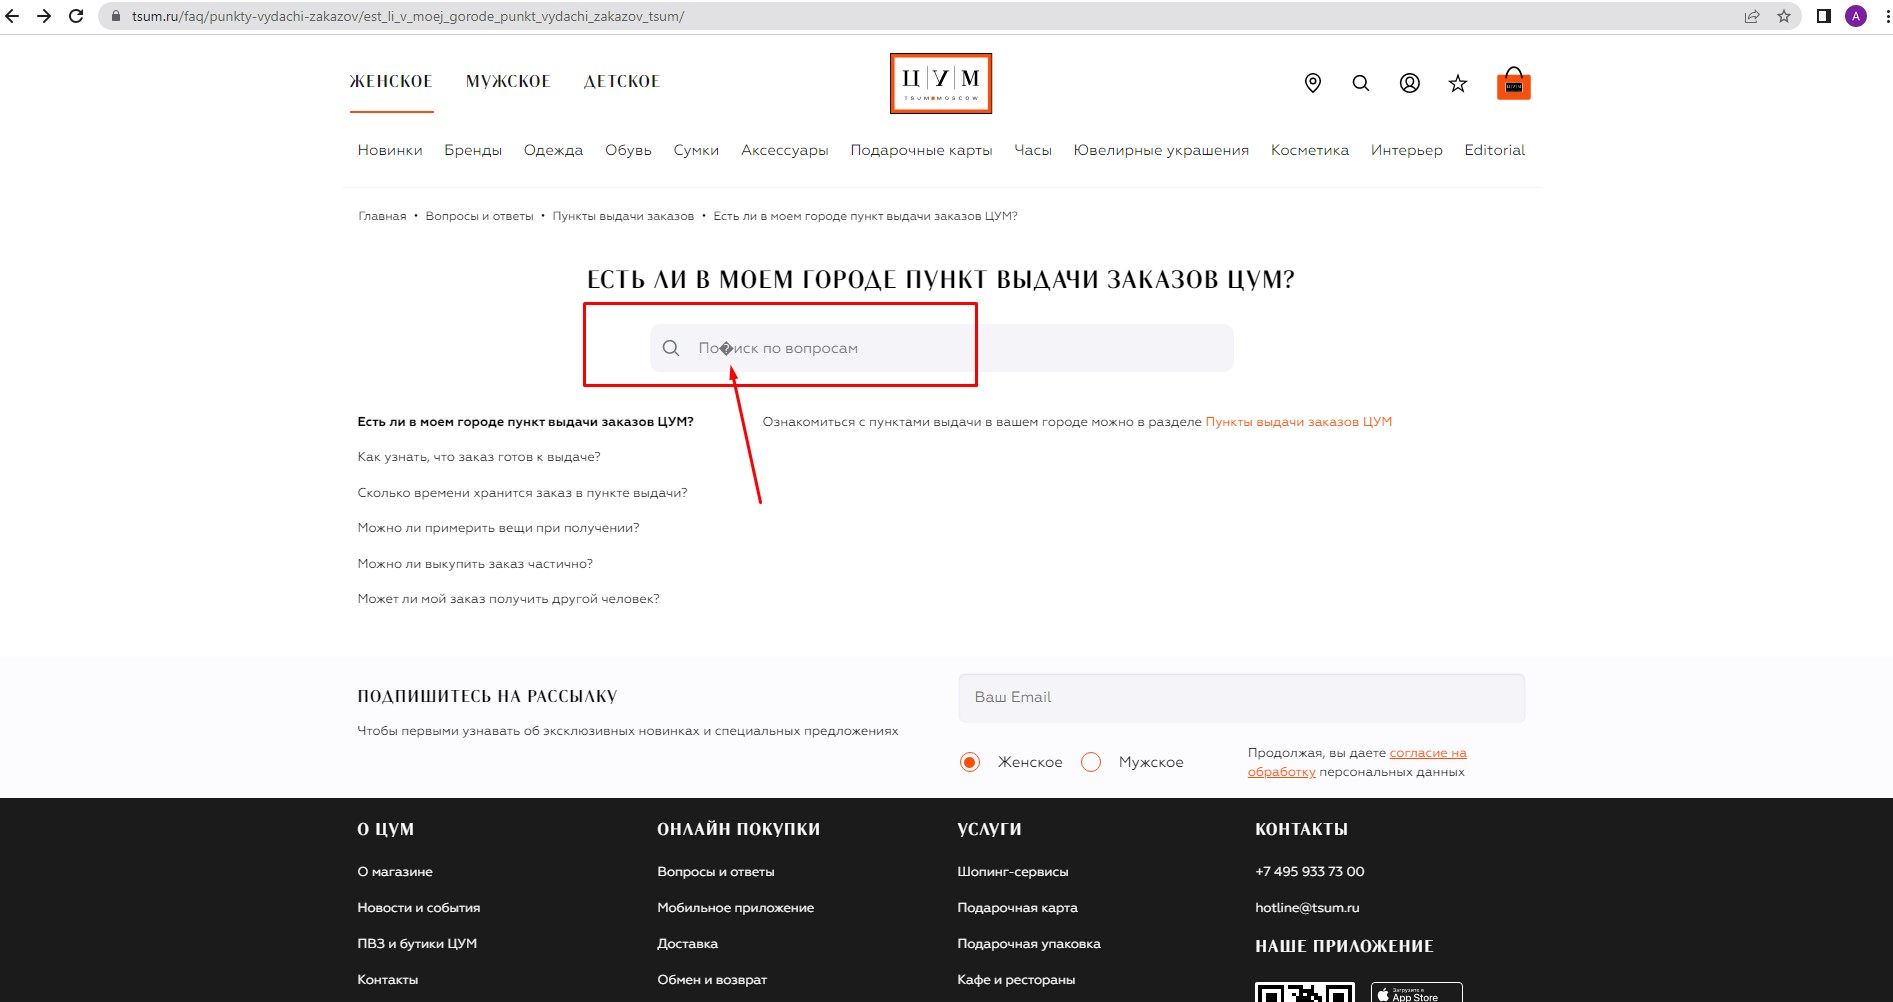 tsum.ru/faq/punkty-vydachi-zakazov/est_li_v_moej_gorode_punkt_vydachi_zakazov_tsum/
A
ЖЕНСКОЕ МУЖСКОЕ ДЕТСКОЕ
ЦУМ
TSUM MOSCOW
Новинки Бренды Одежда Обувь Сумки Аксессуары Подарочные карты Часы Ювелирные украшения Косметика Интерьер Editorial
Главная • Вопросы и ответы • Пункты выдачи заказов • Есть ли в моем городе пункт выдачи заказов ЦУМ?
ЕСТЬ ЛИ В МОЕМ ГОРОДЕ ПУНКТ ВЫДАЧИ ЗАКАЗОВ ЦУМ?
По�иск по вопросам
Есть ли в моем городе пункт выдачи заказов ЦУМ?
Ознакомиться с пунктами выдачи в вашем городе можно в разделе Пункты выдачи заказов ЦУМ
Как узнать, что заказ готов к выдаче?
Сколько времени хранится заказ в пункте выдачи?
Можно ли примерить вещи при получении?
Можно ли выкупить заказ частично?
Может ли мой заказ получить другой человек?
ПОДПИШИТЕСЬ НА РАССЫЛКУ
Чтобы первыми узнавать об эксклюзивных новинках и специальных предложениях
Ваш Email
Женское Мужское
Продолжая, вы даете согласие на
обработку персональных данных
О ЦУМ
О магазине
Новости и события
ПВЗ и бутики ЦУМ
Контакты
ОНЛАЙН ПОКУПКИ
Вопросы и ответы
Мобильное приложение
Доставка
Обмен и возврат
УСЛУГИ
Шопинг-сервисы
Подарочная карта
Подарочная упаковка
Кафе и рестораны
КОНТАКТЫ
+7 495 933 73 00
hotline@tsum.ru
НАШЕ ПРИЛОЖЕНИЕ
Загрузите в
App Store